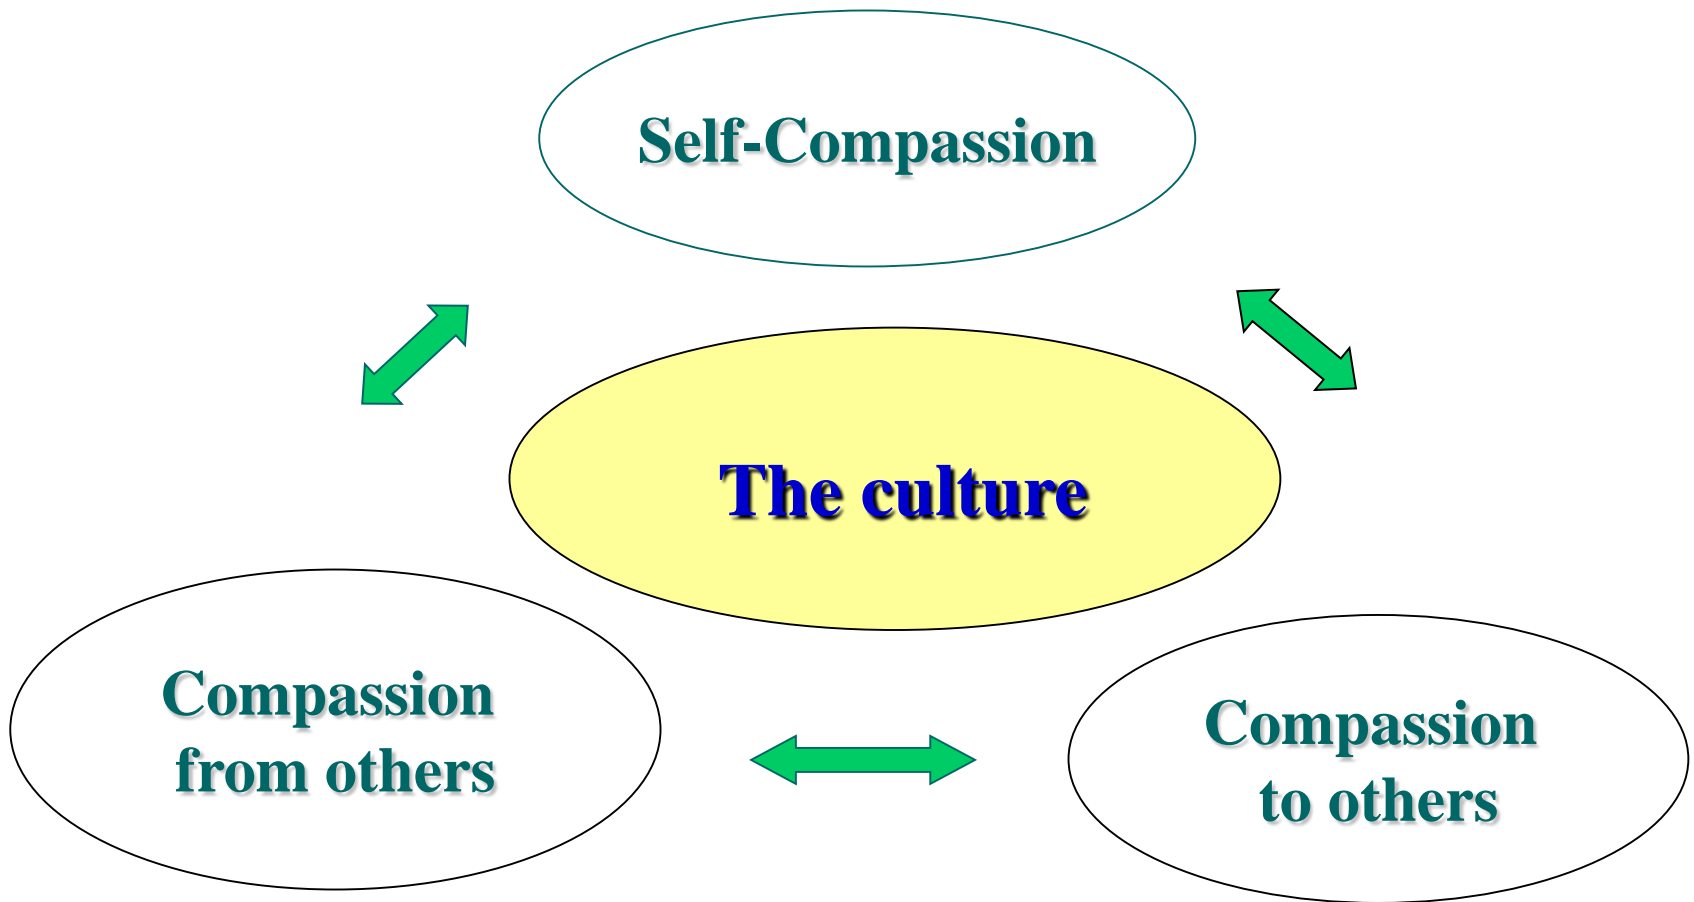 Self-Compassion
The culture
Compassion
from others
Compassion
to others